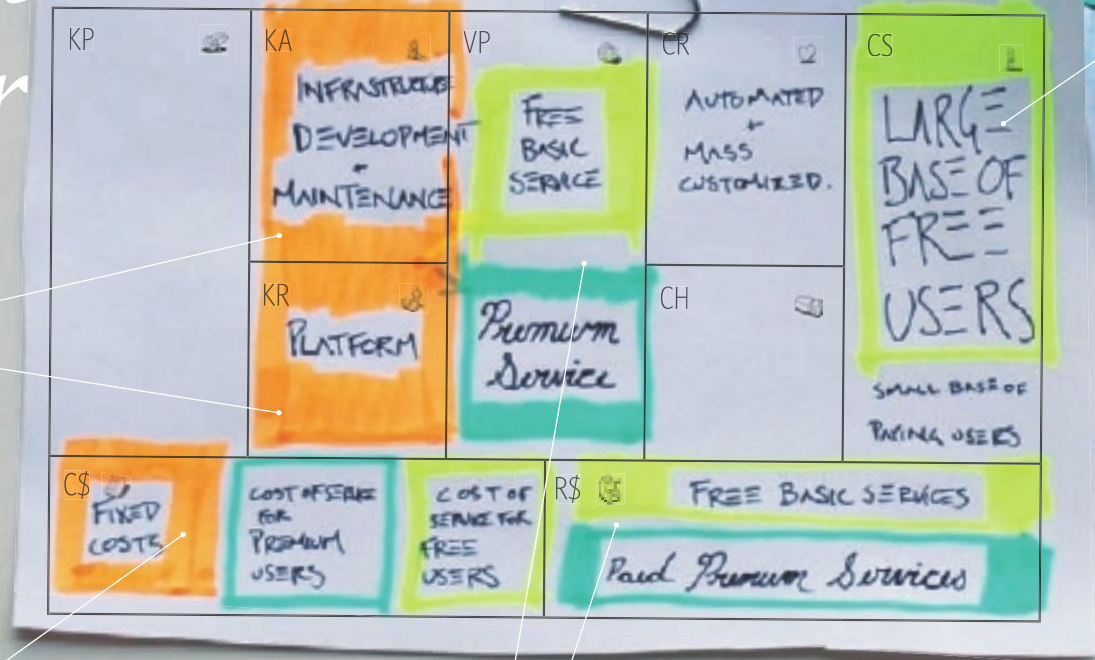 KP
KA
INFRASTRUCTURE
DEVELOPMENT
+
MAINTENANCE
VP
FREE
BASIC
SERVICE
CR
AUTOMATED
+
MASS
CUSTOMIZED.
CS
LARGE
BASE OF
FREE
USERS
SMALL BASE OF
PAYING USERS
KR
PLATFORM
Premium
Service
CH
C$
FIXED
COSTS
COST OF SERVICE
FOR
PREMIUM
USERS
COST OF
SERVICE FOR
FREE
USERS
R$
FREE BASIC SERVICES
Paid Premium Services